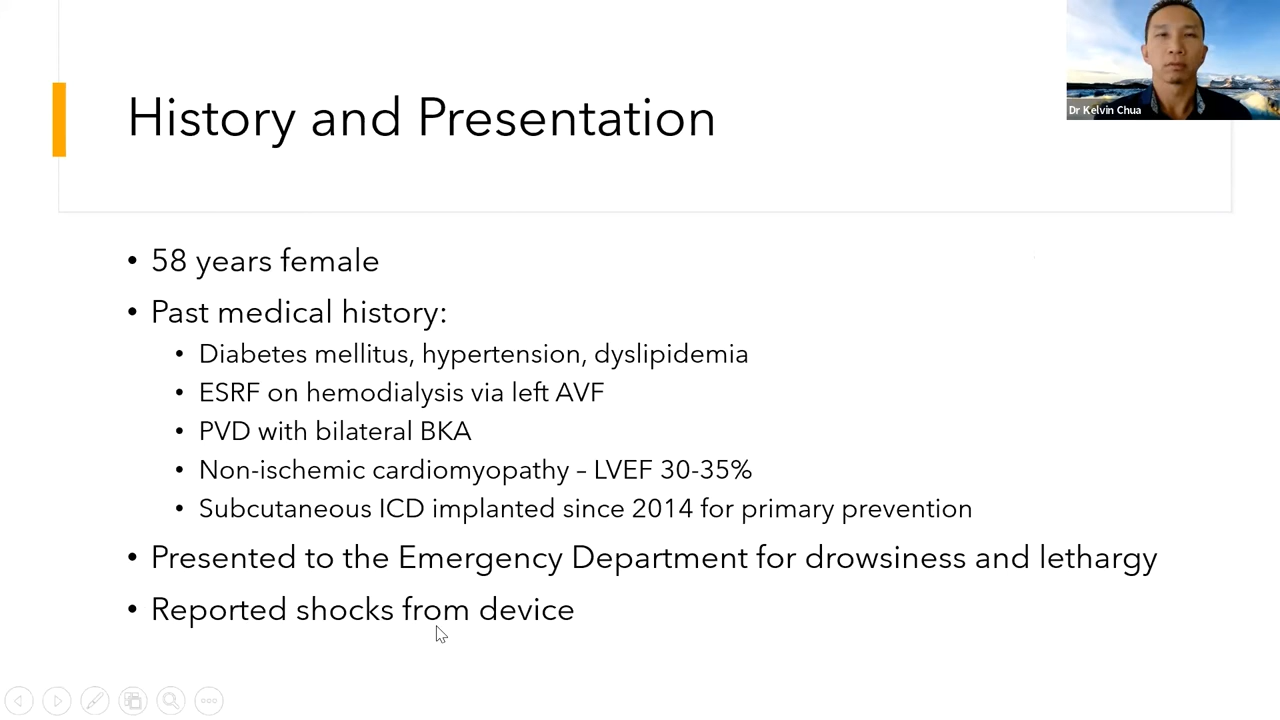 History and Presentation
Dr Kelvin Chua
• 58 years female
• Past medical history:
• Diabetes mellitus, hypertension, dyslipidemia
• ESRF on hemodialysis via left AVF
• PVD with bilateral BKA
• Non-ischemic cardiomyopathy – LVEF 30-35%
• Subcutaneous ICD implanted since 2014 for primary prevention
• Presented to the Emergency Department for drowsiness and lethargy
• Reported shocks from device